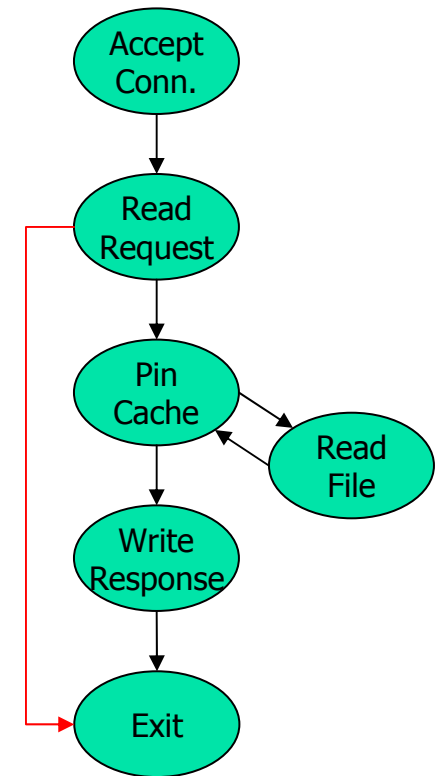 Accept
Conn.
Read
Request
Pin
Cache
Read
File
Write
Response
Exit